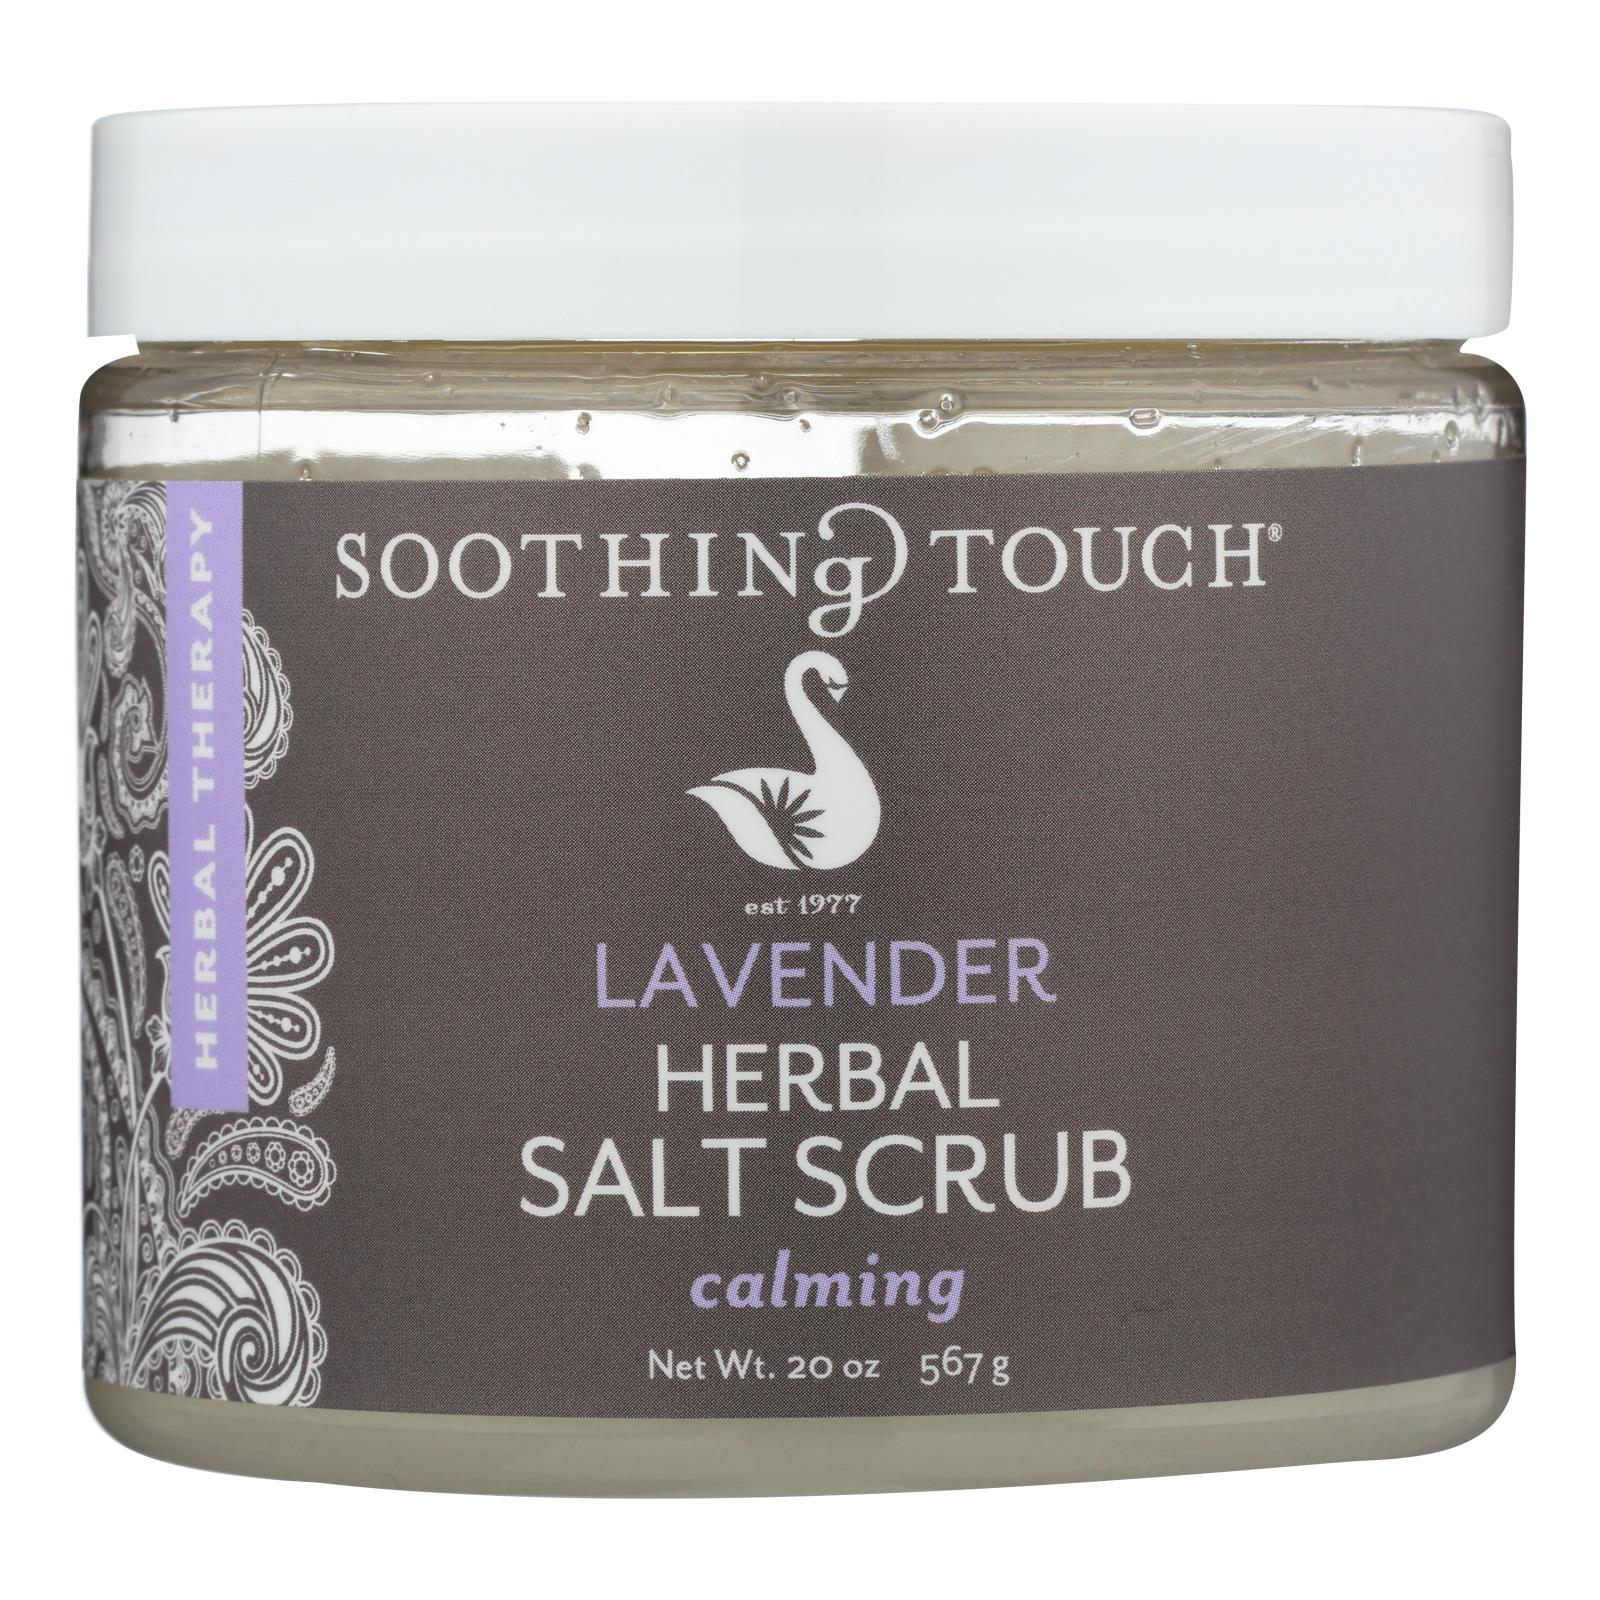 SOOTHINg TOUCH®
est 1977
LAVENDER
HERBAL
SALT SCRUB
calming
Net Wt. 20 oz 567 g
HERBAL THERAPY